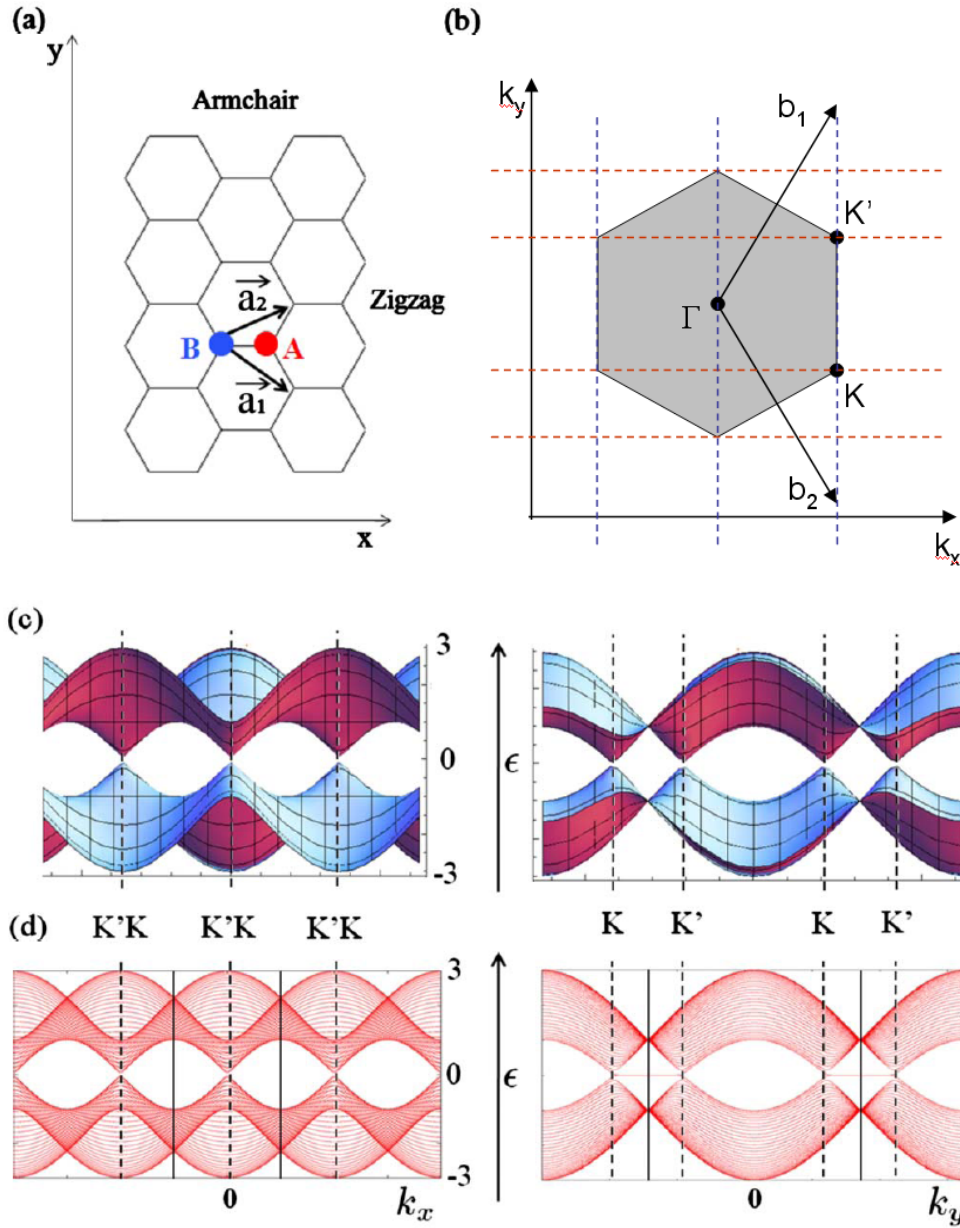 (a)
y
Armchair
a₂
Zigzag
B
A
a₁
x
(b)
ky
b₁
K'
Γ
K
b₂
kx
(c)
3
0
-3
ϵ
K'K K'K K'K
K K' K K'
(d)
3
0
-3
ϵ
0
kx
0
ky